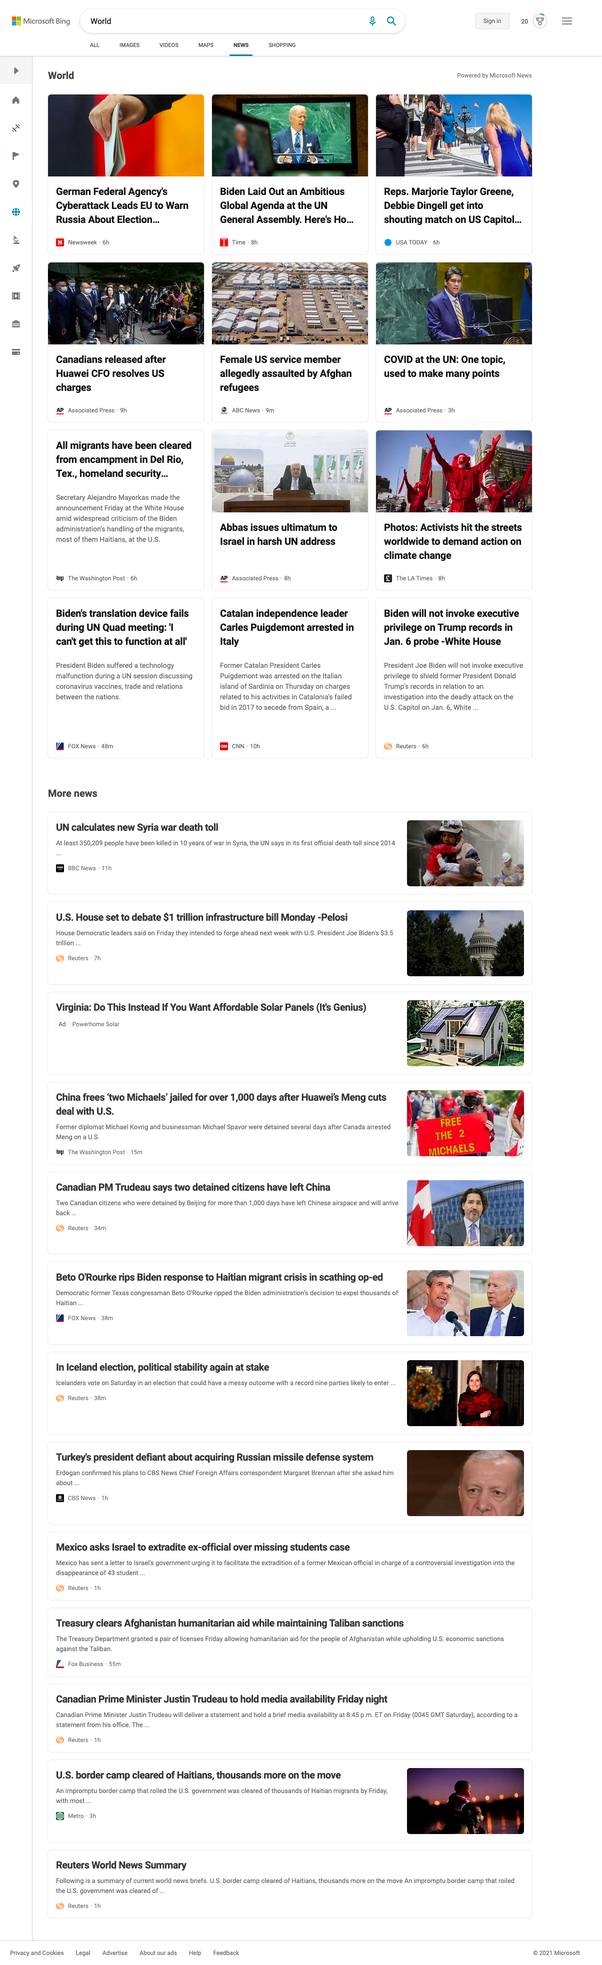 Microsoft Bing
World
Sign in
20
ALL
IMAGES
VIDEOS
MAPS
NEWS
SHOPPING
World
Powered by Microsoft News
German Federal Agency's
Cyberattack Leads EU to Warn
Russia About Election...
Newsweek · 6h
Biden Laid Out an Ambitious
Global Agenda at the UN
General Assembly. Here's Ho...
Time · 8h
Reps. Marjorie Taylor Greene,
Debbie Dingell get into
shouting match on US Capitol...
USA TODAY · 6h
Canadians released after
Huawei CFO resolves US
charges
AP Associated Press · 9h
Female US service member
allegedly assaulted by Afghan
refugees
ABC News · 9m
COVID at the UN: One topic,
used to make many points
AP Associated Press · 3h
All migrants have been cleared
from encampment in Del Rio,
Tex., homeland security...
Secretary Alejandro Mayorkas made the
announcement Friday at the White House
amid widespread criticism of the Biden
administration's handling of the migrants,
most of them Haitians, at the U.S.
wp The Washington Post · 6h
Abbas issues ultimatum to
Israel in harsh UN address
AP Associated Press · 8h
Photos: Activists hit the streets
worldwide to demand action on
climate change
The LA Times · 8h
Biden's translation device fails
during UN Quad meeting: 'I
can't get this to function at all'
President Biden suffered a technology
malfunction during a UN session discussing
coronavirus vaccines, trade and relations
between the nations.
FOX News · 48m
Catalan independence leader
Carles Puigdemont arrested in
Italy
Former Catalan President Carles
Puigdemont was arrested on the Italian
island of Sardinia on Thursday on charges
related to his activities in Catalonia's failed
bid in 2017 to secede from Spain, a ...
CNN · 10h
Biden will not invoke executive
privilege on Trump records in
Jan. 6 probe -White House
President Joe Biden will not invoke executive
privilege to shield former President Donald
Trump's records in relation to an
investigation into the deadly attack on the
U.S. Capitol on Jan. 6, White ...
Reuters · 6h
More news
UN calculates new Syria war death toll
At least 350,209 people have been killed in 10 years of war in Syria, the UN says in its first official death toll since 2014
...
BBC News · 11h
U.S. House set to debate $1 trillion infrastructure bill Monday -Pelosi
House Democratic leaders said on Friday they intended to forge ahead next week with U.S. President Joe Biden's $3.5
trillion ...
Reuters · 7h
Virginia: Do This Instead If You Want Affordable Solar Panels (It's Genius)
Ad Powerhome Solar
China frees 'two Michaels' jailed for over 1,000 days after Huawei's Meng cuts
deal with U.S.
Former diplomat Michael Kovrig and businessman Michael Spavor were detained several days after Canada arrested
Meng on a U.S.
wp The Washington Post · 15m
FREE
THE 2
MICHAELS
Canadian PM Trudeau says two detained citizens have left China
Two Canadian citizens who were detained by Beijing for more than 1,000 days have left Chinese airspace and will arrive
back ...
Reuters · 34m
Beto O'Rourke rips Biden response to Haitian migrant crisis in scathing op-ed
Democratic former Texas congressman Beto O'Rourke ripped the Biden administration's decision to expel thousands of
Haitian ...
FOX News · 38m
In Iceland election, political stability again at stake
Icelanders vote on Saturday in an election that could have a messy outcome with a record nine parties likely to enter ...
Reuters · 38m
Turkey's president defiant about acquiring Russian missile defense system
Erdogan confirmed his plans to CBS News Chief Foreign Affairs correspondent Margaret Brennan after she asked him
about ...
CBS News · 1h
Mexico asks Israel to extradite ex-official over missing students case
Mexico has sent a letter to Israel's government urging it to facilitate the extradition of a former Mexican official in charge of a controversial investigation into the
disappearance of 43 student ...
Reuters · 1h
Treasury clears Afghanistan humanitarian aid while maintaining Taliban sanctions
The Treasury Department granted a pair of licenses Friday allowing humanitarian aid for the people of Afghanistan while upholding U.S. economic sanctions
against the Taliban.
Fox Business · 55m
Canadian Prime Minister Justin Trudeau to hold media availability Friday night
Canadian Prime Minister Justin Trudeau will deliver a statement and hold a brief media availability at 8:45 p.m. ET on Friday (0045 GMT Saturday), according to a
statement from his office. The ...
Reuters · 1h
U.S. border camp cleared of Haitians, thousands more on the move
An impromptu border camp that roiled the U.S. government was cleared of thousands of Haitian migrants by Friday,
with most ...
Metro · 3h
Reuters World News Summary
Following is a summary of current world news briefs. U.S. border camp cleared of Haitians, thousands more on the move An impromptu border camp that roiled
the U.S. government was cleared of ...
Reuters · 1h
Privacy and Cookies
Legal
Advertise
About our ads
Help
Feedback
© 2021 Microsoft